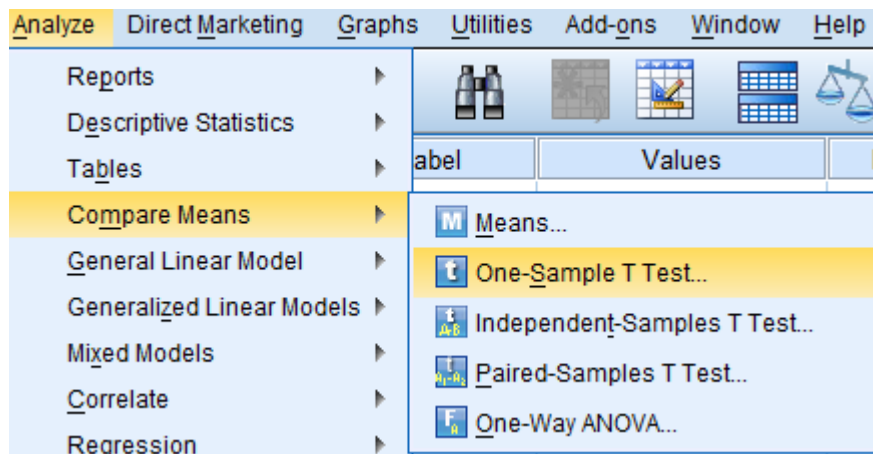 Analyze Direct Marketing Graphs Utilities Add-ons Window Help
Reports
Descriptive Statistics
Tables
abel Values
Compare Means
General Linear Model
Generalized Linear Models
Mixed Models
Correlate
Regression
M Means...
t One-Sample T Test...
Independent-Samples T Test...
Paired-Samples T Test...
One-Way ANOVA...